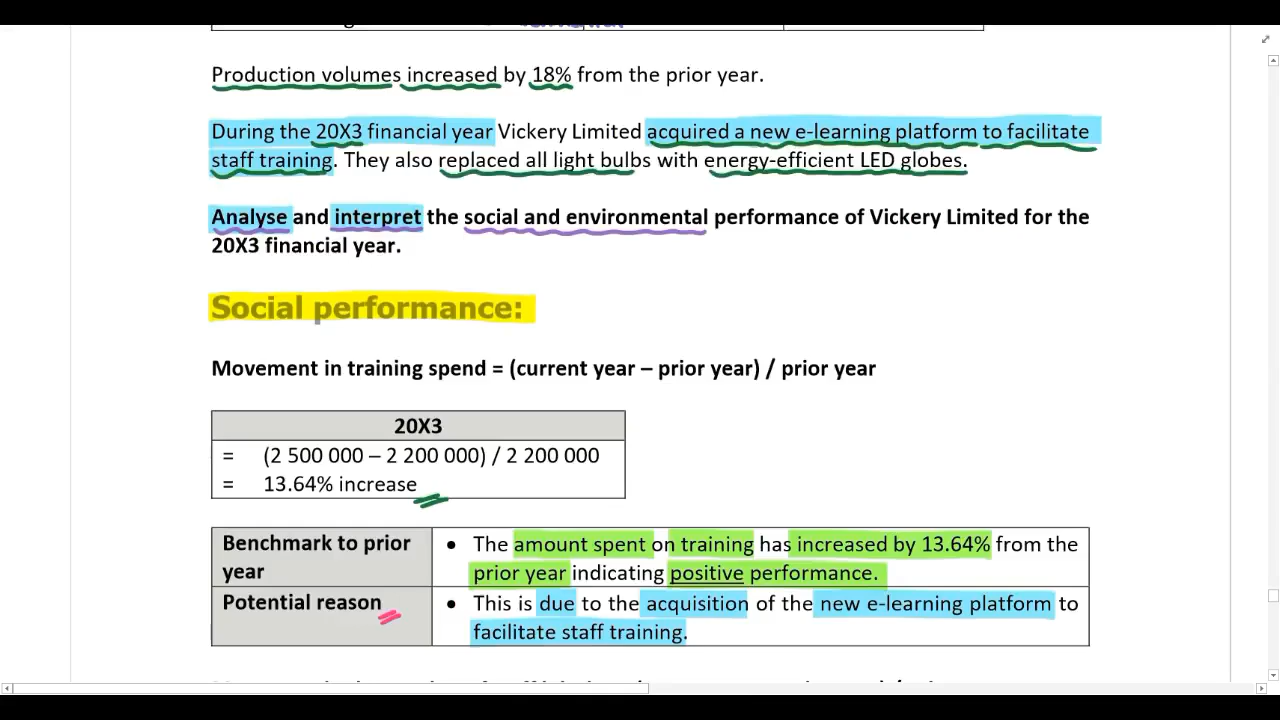 Production volumes increased by 18% from the prior year.
During the 20X3 financial year Vickery Limited acquired a new e-learning platform to facilitate
staff training. They also replaced all light bulbs with energy-efficient LED globes.
Analyse and interpret the social and environmental performance of Vickery Limited for the
20X3 financial year.
Social performance:
Movement in training spend = (current year – prior year) / prior year
20X3
= (2 500 000 – 2 200 000) / 2 200 000
= 13.64% increase
Benchmark to prior year
• The amount spent on training has increased by 13.64% from the
prior year indicating positive performance.
Potential reason
• This is due to the acquisition of the new e-learning platform to
facilitate staff training.